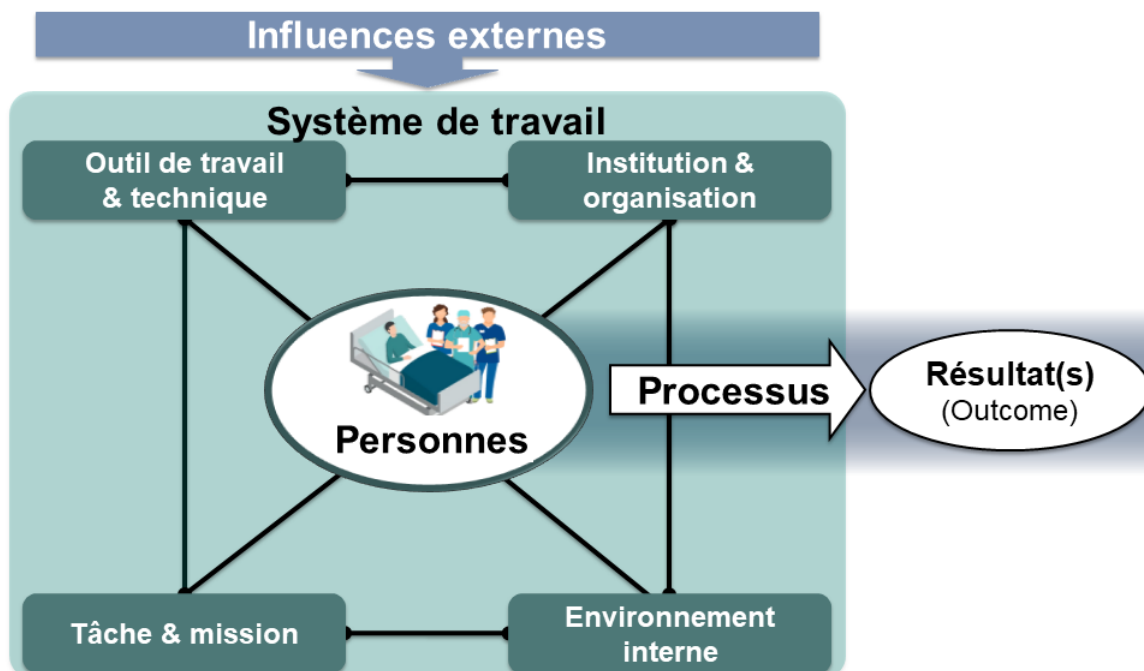 Influences externes
Système de travail
Outil de travail
& technique
Institution &
organisation
Personnes
Processus
Résultat(s)
(Outcome)
Tâche & mission
Environnement
interne